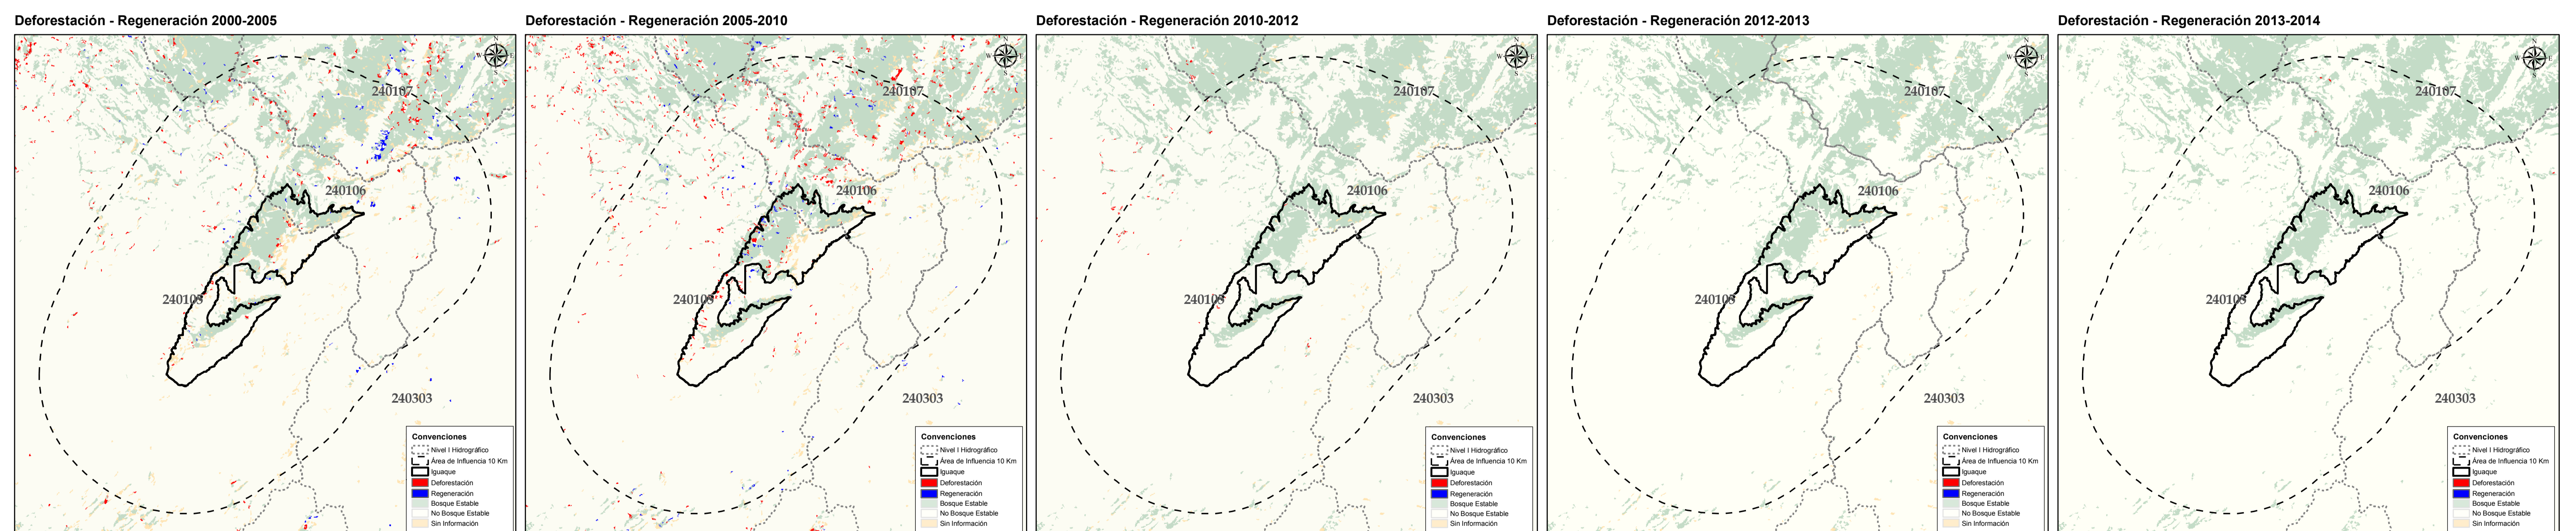 Deforestación - Regeneración 2000-2005
N
W E
S
240107
240106
240103
240303
Convenciones
Nivel I Hidrográfico
Área de Influencia 10 Km
Iguaque
Deforestación
Regeneración
Bosque Estable
No Bosque Estable
Sin Información
Deforestación - Regeneración 2005-2010
N
W E
S
240107
240106
240103
240303
Convenciones
Nivel I Hidrográfico
Área de Influencia 10 Km
Iguaque
Deforestación
Regeneración
Bosque Estable
No Bosque Estable
Sin Información
Deforestación - Regeneración 2010-2012
N
W E
S
240107
240106
240103
240303
Convenciones
Nivel I Hidrográfico
Área de Influencia 10 Km
Iguaque
Deforestación
Regeneración
Bosque Estable
No Bosque Estable
Sin Información
Deforestación - Regeneración 2012-2013
N
W E
S
240107
240106
240103
240303
Convenciones
Nivel I Hidrográfico
Área de Influencia 10 Km
Iguaque
Deforestación
Regeneración
Bosque Estable
No Bosque Estable
Sin Información
Deforestación - Regeneración 2013-2014
N
W E
S
240107
240106
240103
240303
Convenciones
Nivel I Hidrográfico
Área de Influencia 10 Km
Iguaque
Deforestación
Regeneración
Bosque Estable
No Bosque Estable
Sin Información